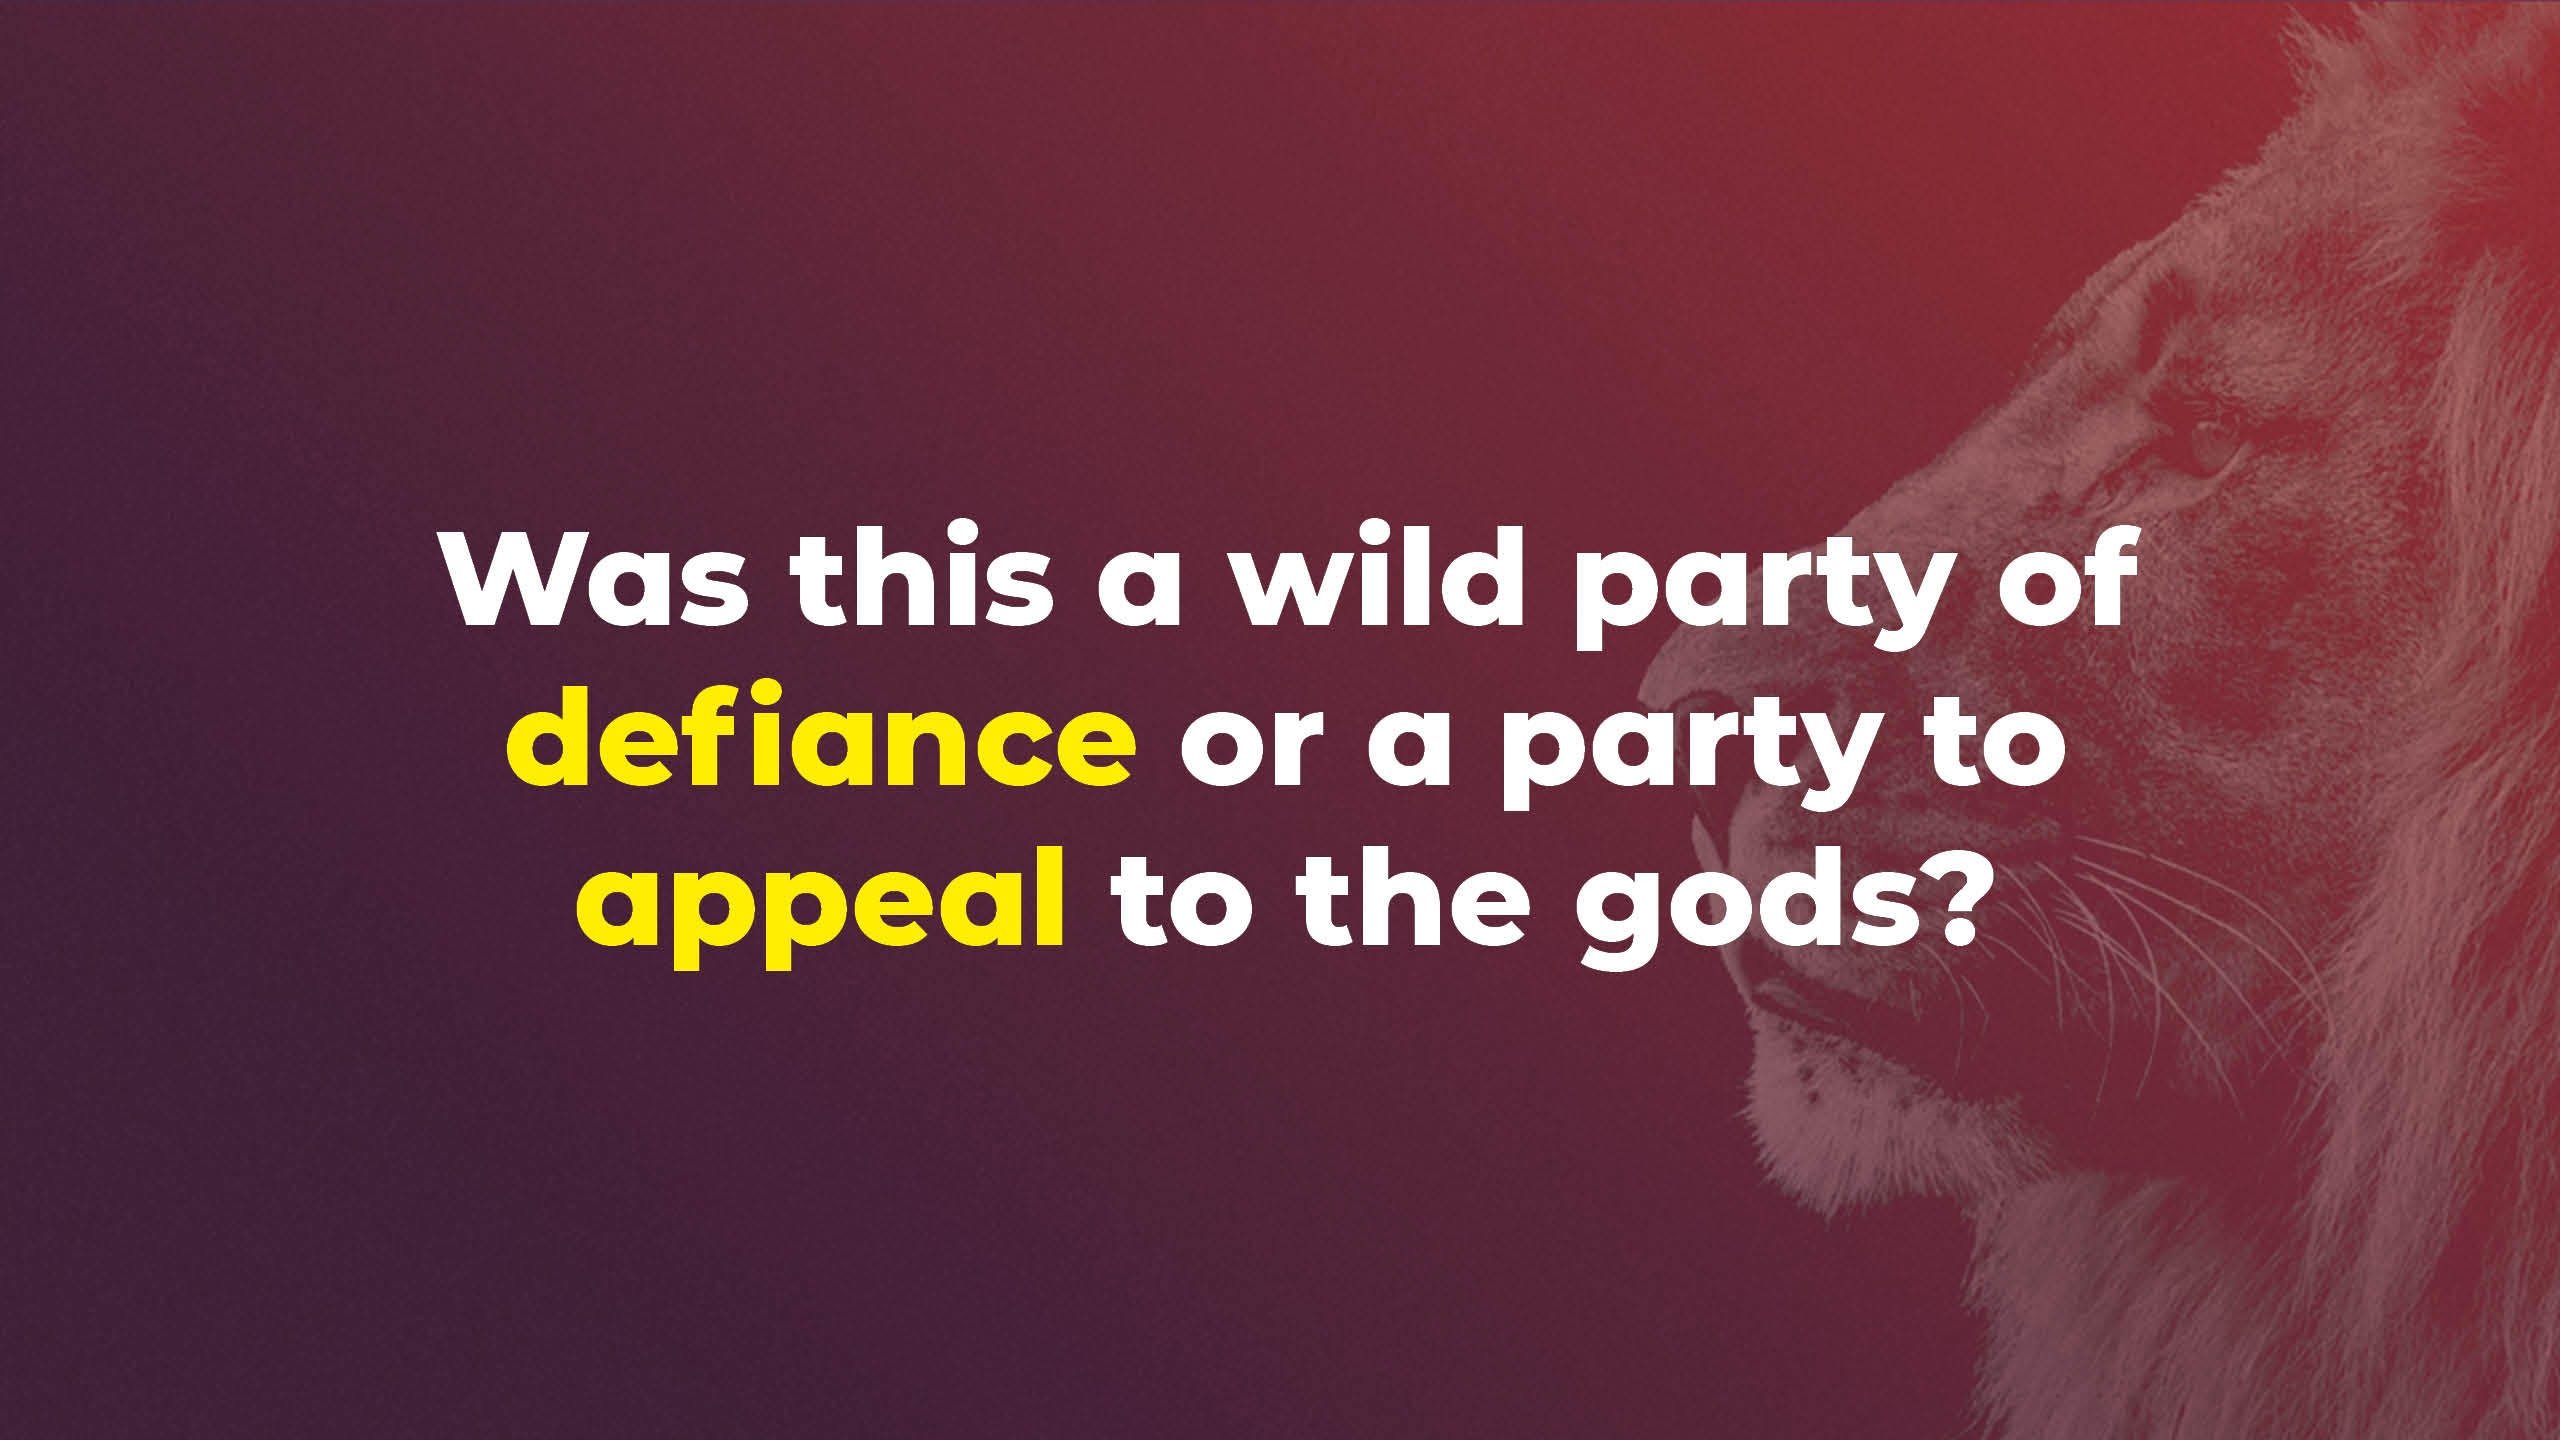 Was this a wild party of
defiance or a party to
appeal to the gods?